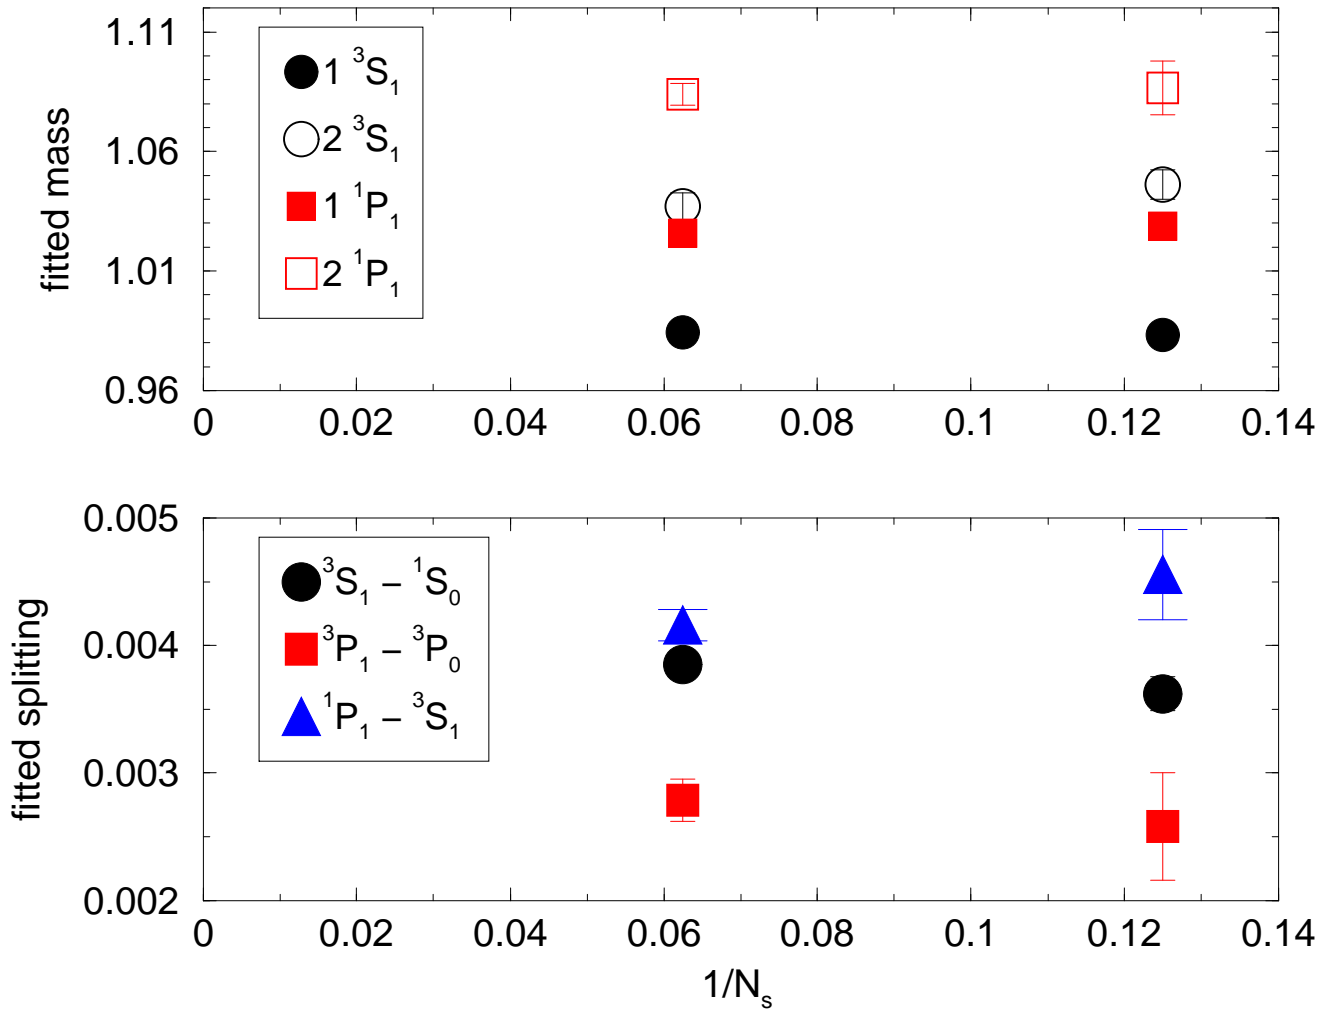 1.11
1.06
1.01
0.96
fitted mass
1 ³S₁
2 ³S₁
1 ¹P₁
2 ¹P₁
0 0.02 0.04 0.06 0.08 0.1 0.12 0.14
0.005
0.004
0.003
0.002
fitted splitting
³S₁ – ¹S₀
³P₁ – ³P₀
¹P₁ – ³S₁
0 0.02 0.04 0.06 0.08 0.1 0.12 0.14
1/Nₛ